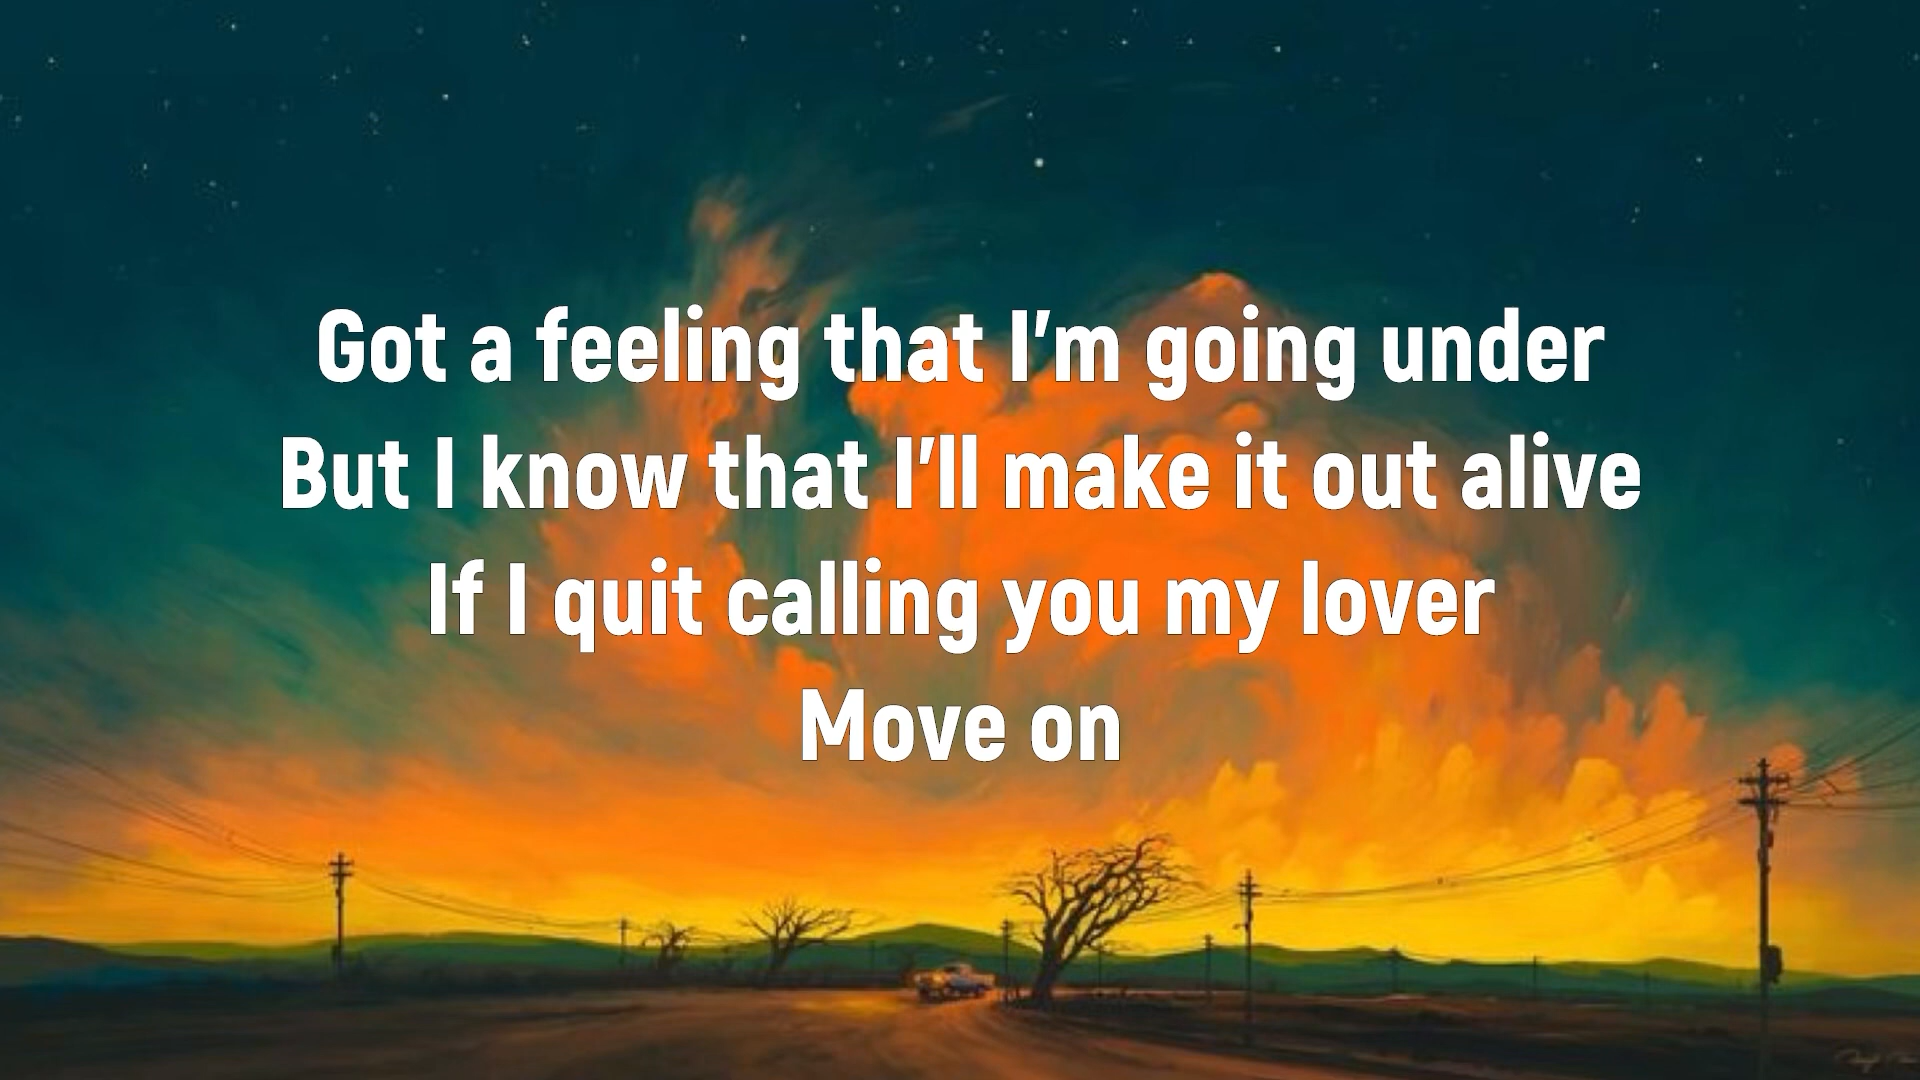 Got a feeling that I'm going under
But I know that I'll make it out alive
If I quit calling you my lover
Move on